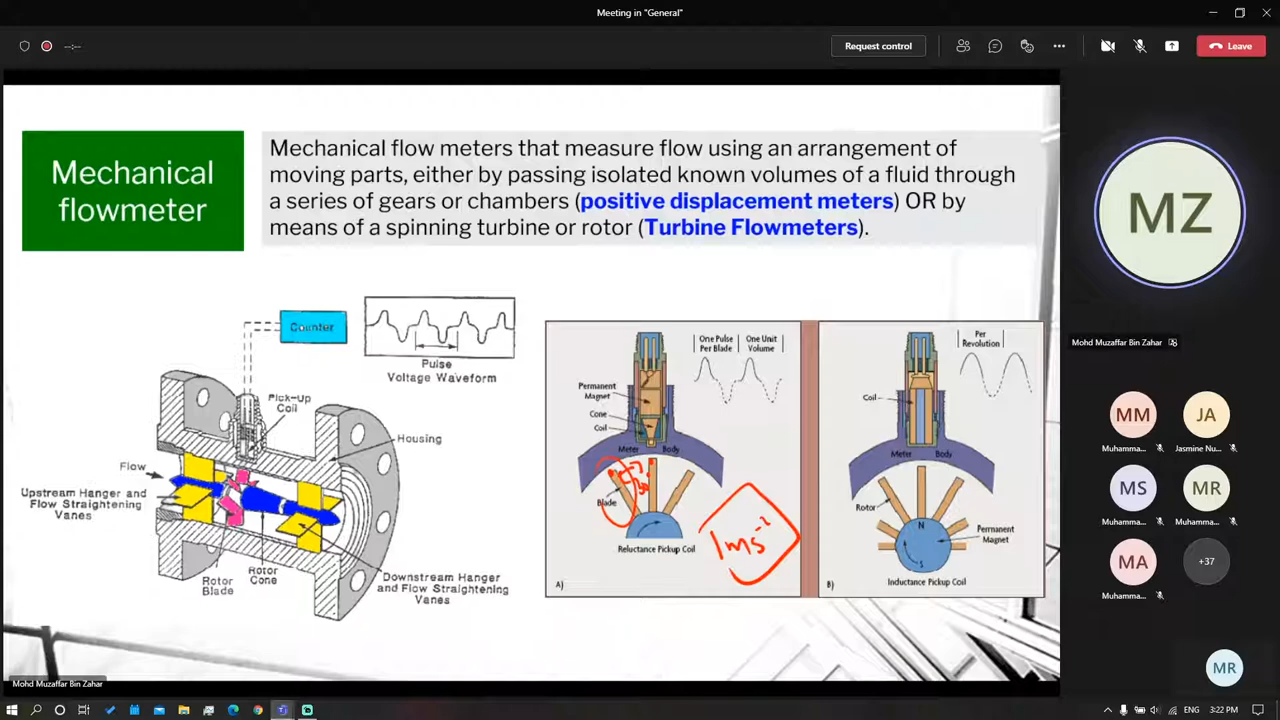 Meeting in "General"
--:--
Request control
Leave
Mechanical
flowmeter
Mechanical flow meters that measure flow using an arrangement of
moving parts, either by passing isolated known volumes of a fluid through
a series of gears or chambers (positive displacement meters) OR by
means of a spinning turbine or rotor (Turbine Flowmeters).
Counter
Pulse
Voltage Waveform
Pick-Up
Coil
Housing
Flow
Upstream Hanger and
Flow Straightening
Vanes
Rotor
Blade
Rotor
Cone
Downstream Hanger
and Flow Straightening
Vanes
One Pulse
Per Blade
One Unit
Volume
Permanent
Magnet
Cone
Coil
Meter Body
Blade
Reluctance Pickup Coil
A)
1ms⁻²
Per
Revolution
Coil
Meter Body
Rotor
N
S
Permanent
Magnet
Inductance Pickup Coil
B)
MZ
Mohd Muzaffar Bin Zahar
MM
Muhamma...
JA
Jasmine Nu...
MS
Muhamma...
MR
Muhamma...
MA
Muhamma...
+37
MR
Mohd Muzaffar Bin Zahar
ENG
3:22 PM